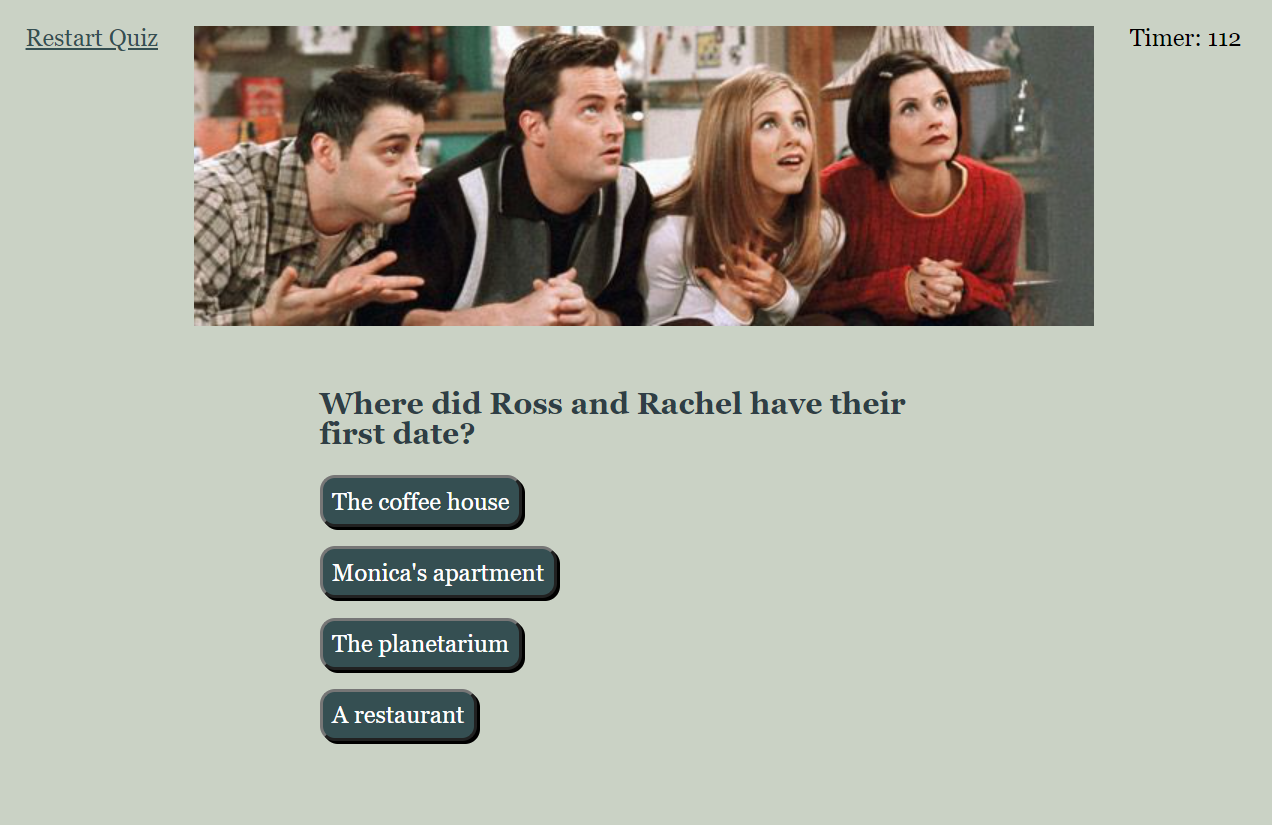 Restart Quiz
Timer: 112
Where did Ross and Rachel have their
first date?
The coffee house
Monica's apartment
The planetarium
A restaurant